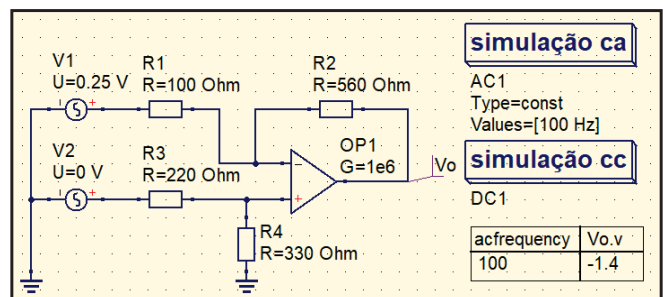 V1
U=0.25 V
R1
R=100 Ohm
R2
R=560 Ohm
V2
U=0 V
R3
R=220 Ohm
OP1
G=1e6
Vo
R4
R=330 Ohm
simulação ca
AC1
Type=const
Values=[100 Hz]
simulação cc
DC1
acfrequency Vo.v
100 -1.4